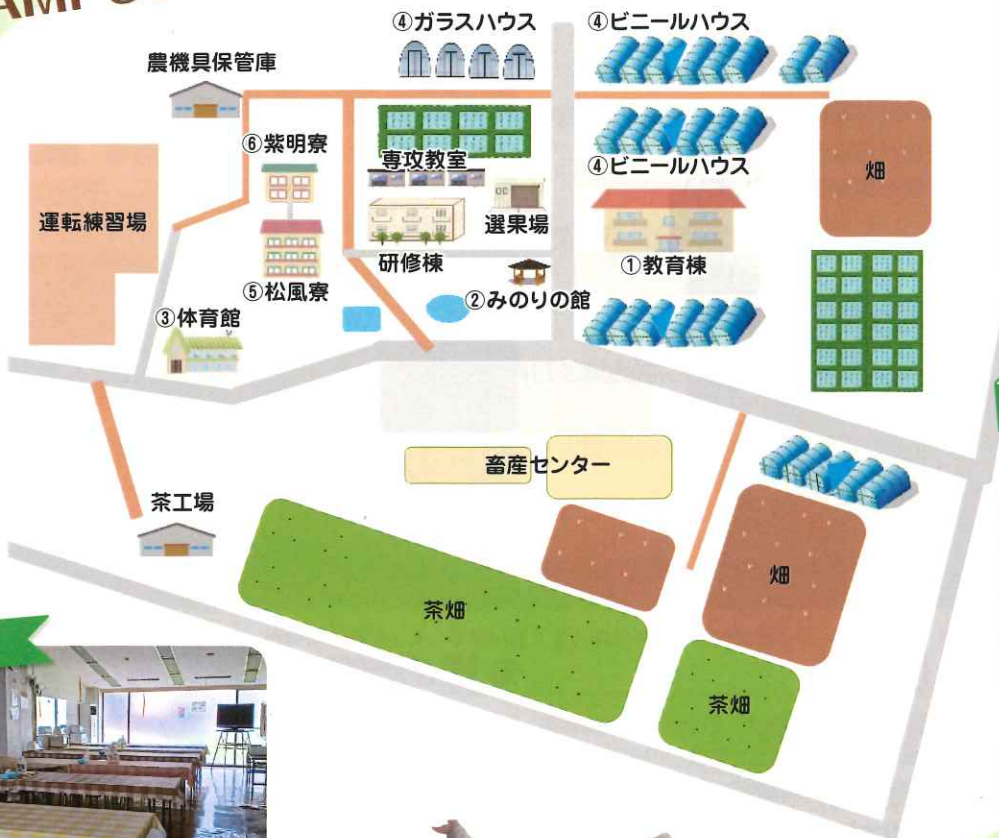 ④ガラスハウス
④ビニールハウス
農機具保管庫
⑥紫明寮
専攻教室
④ビニールハウス
畑
運転練習場
選果場
研修棟
①教育棟
⑤松風寮
②みのりの館
③体育館
畜産センター
茶工場
畑
茶畑
茶畑